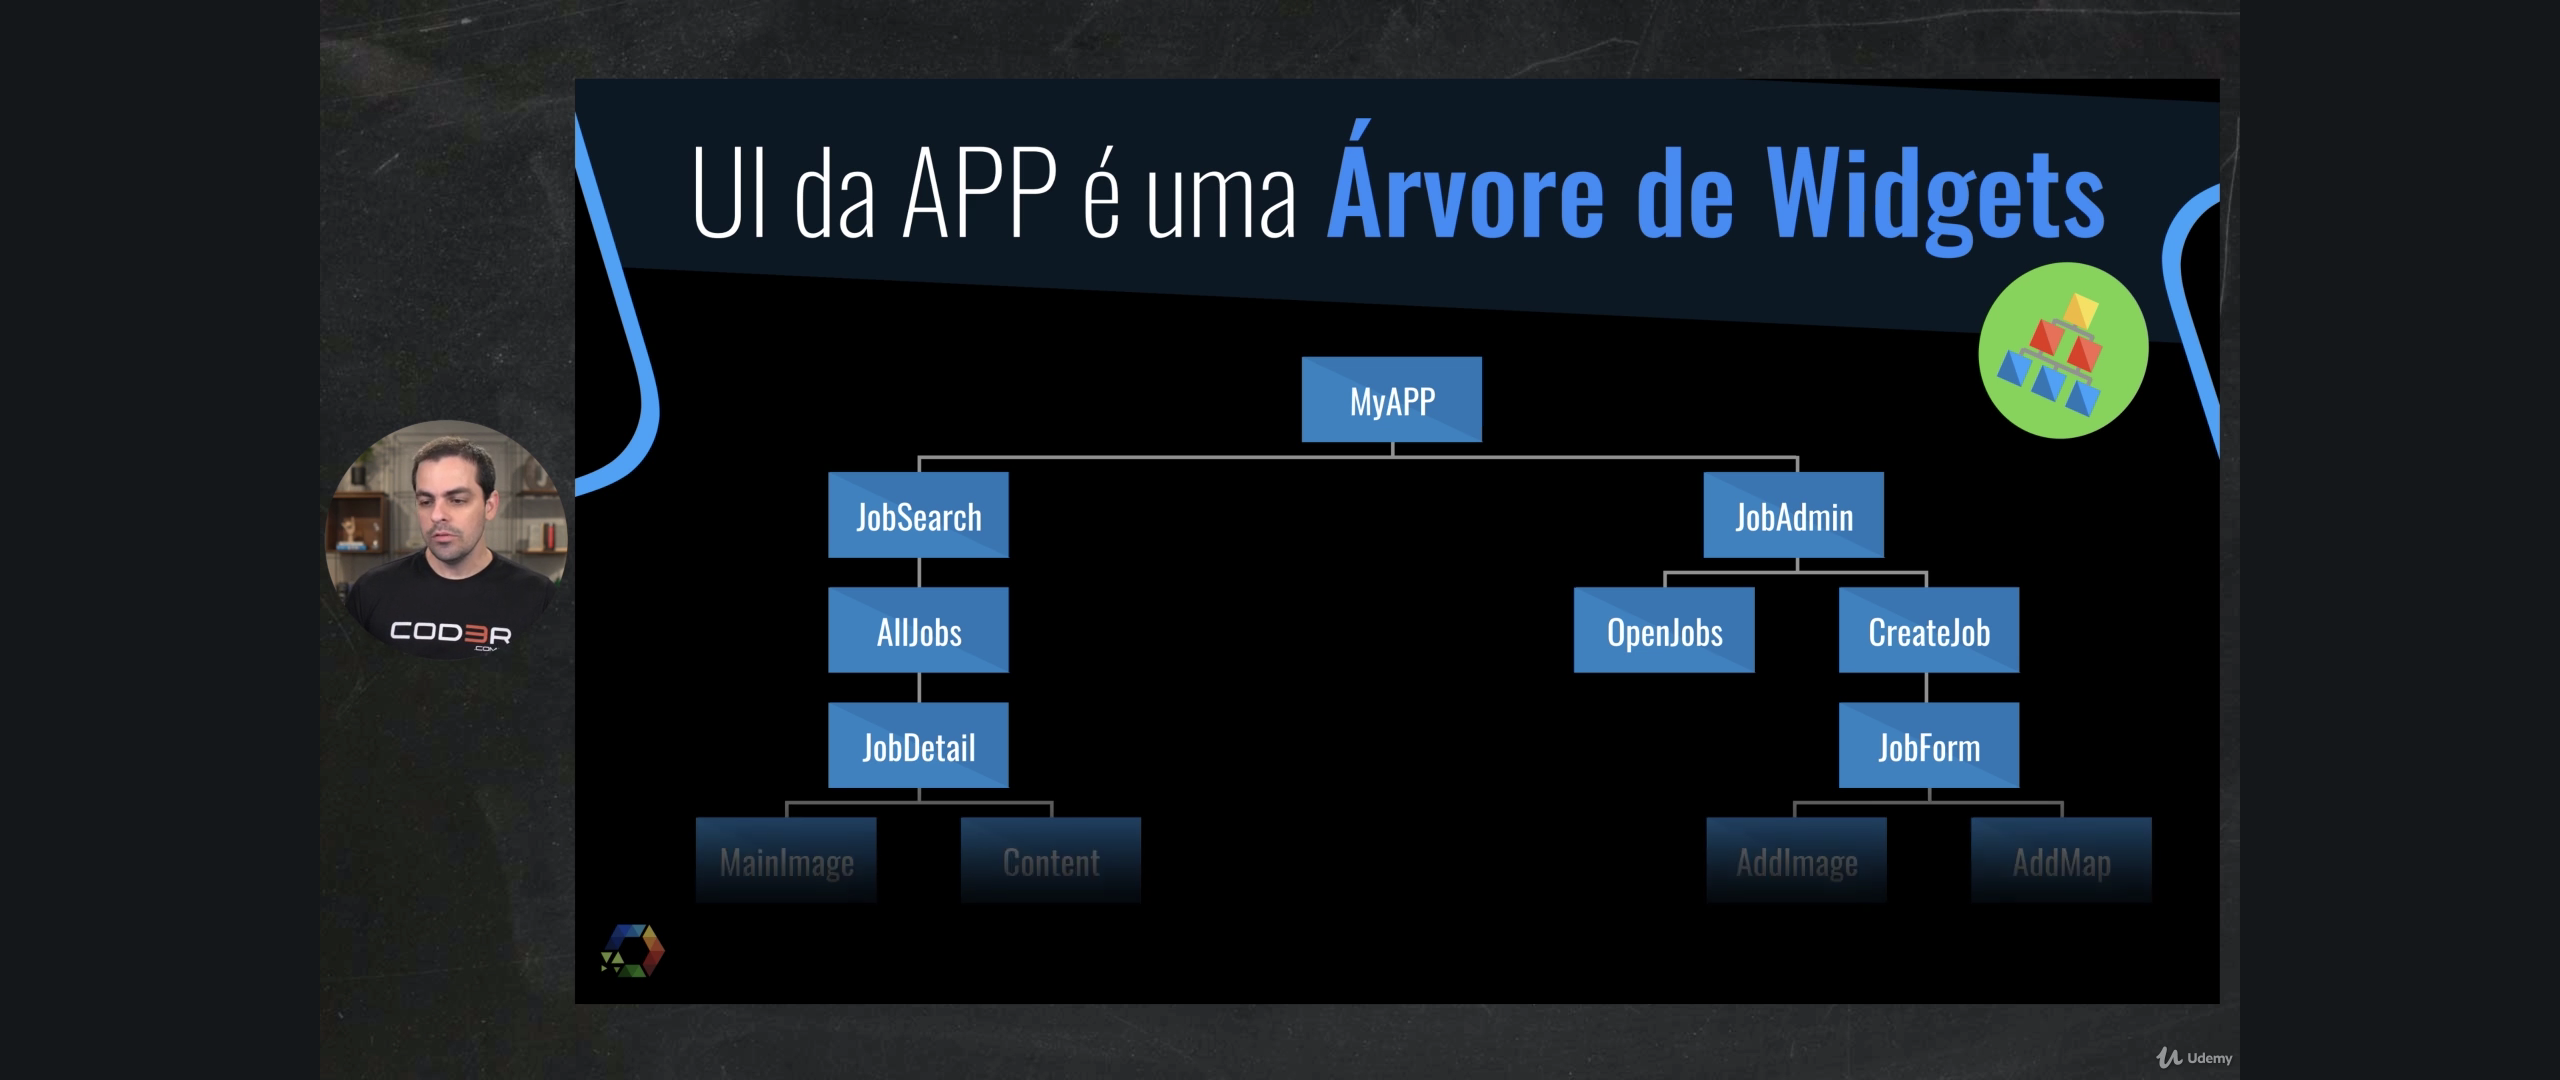 UI da APP é uma Árvore de Widgets
MyAPP
JobSearch
JobAdmin
AllJobs
OpenJobs
CreateJob
JobDetail
JobForm
MainImage
Content
AddImage
AddMap
COD3R
.COM
Udemy